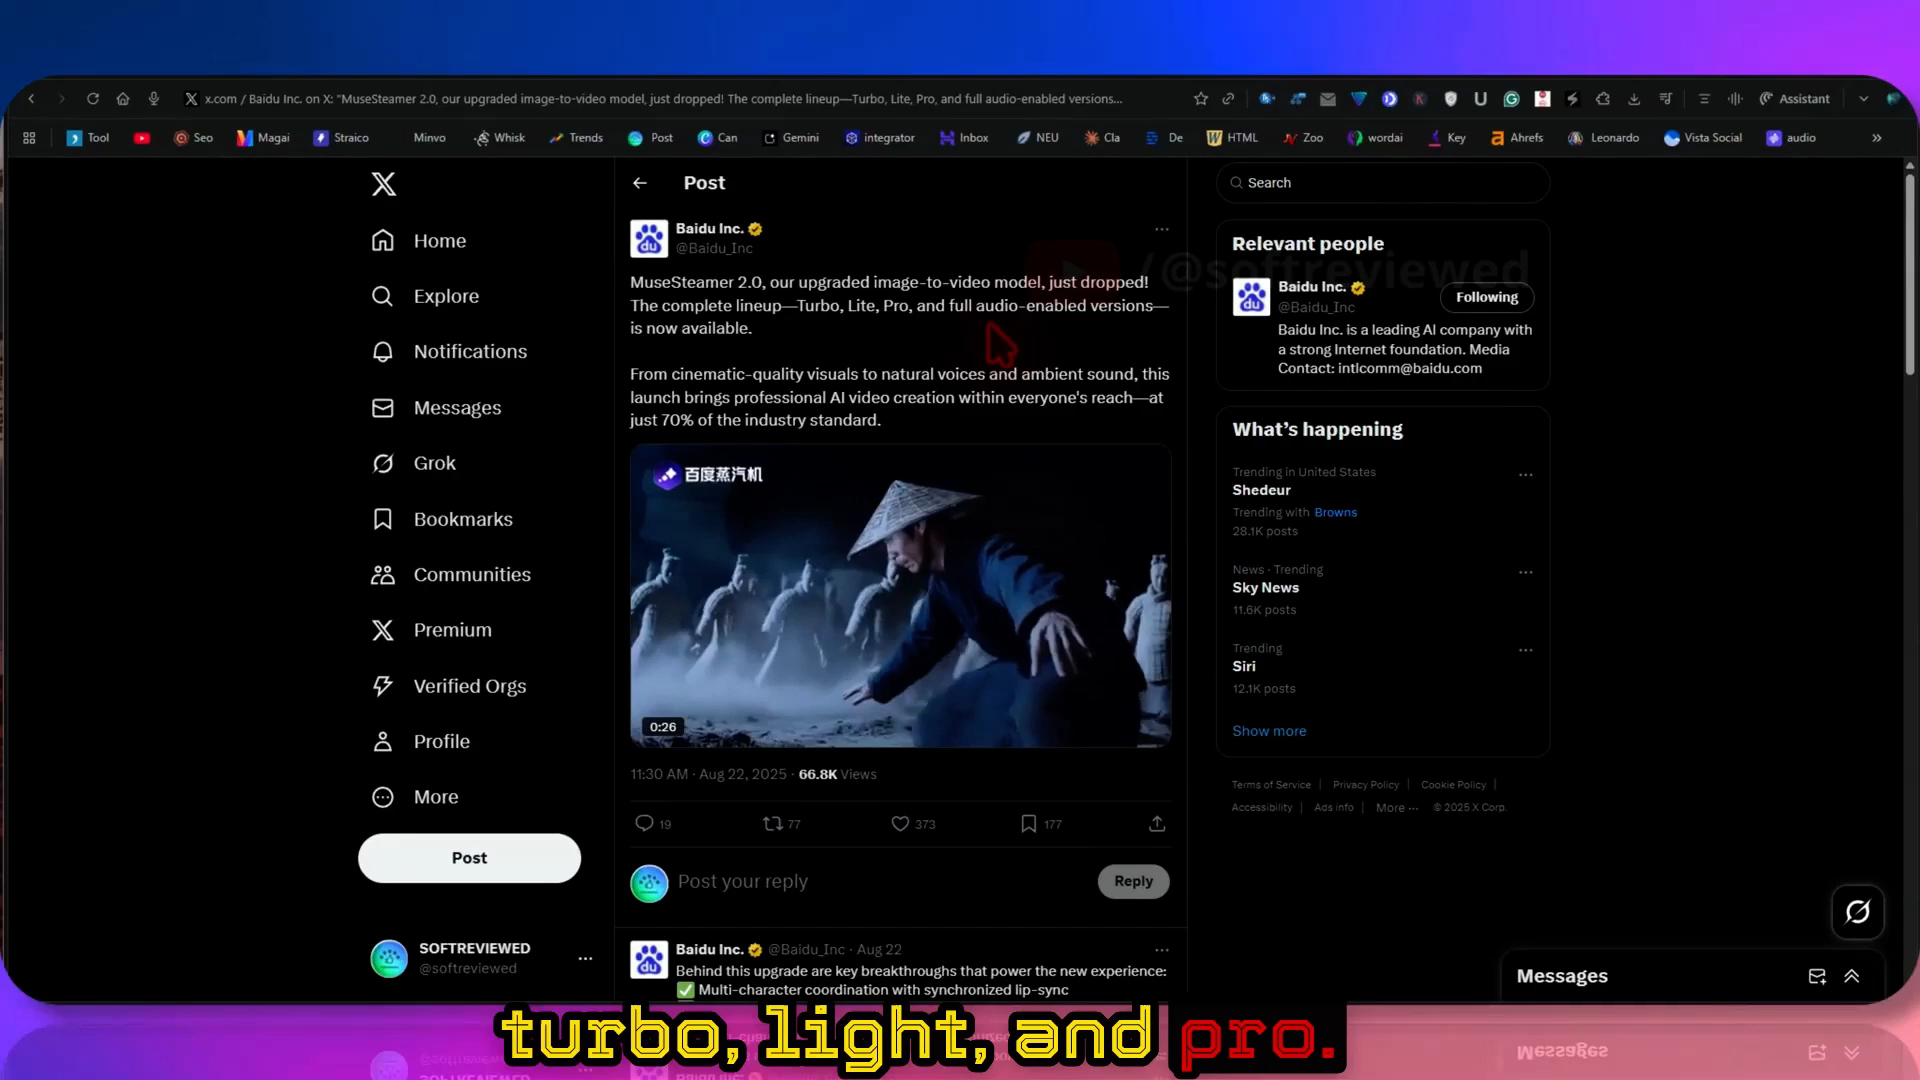 x.com / Baidu Inc. on X: "MuseSteamer 2.0, our upgraded image-to-video model, just dropped! The complete lineup—Turbo, Lite, Pro, and full audio-enabled versions...
Assistant
Tool
Seo
Magai
Straico
Minvo
Whisk
Trends
Post
Can
Gemini
integrator
Inbox
NEU
Cla
De
HTML
Zoo
wordai
Key
Ahrefs
Leonardo
Vista Social
audio
Home
Explore
Notifications
Messages
Grok
Bookmarks
Communities
Premium
Verified Orgs
Profile
More
Post
SOFTREVIEWED
@softreviewed
Post
Baidu Inc.
@Baidu_Inc
MuseSteamer 2.0, our upgraded image-to-video model, just dropped!
The complete lineup—Turbo, Lite, Pro, and full audio-enabled versions—
is now available.
From cinematic-quality visuals to natural voices and ambient sound, this
launch brings professional AI video creation within everyone's reach—at
just 70% of the industry standard.
百度蒸汽机
0:26
11:30 AM · Aug 22, 2025 · 66.8K Views
19
77
373
177
Post your reply
Reply
Baidu Inc. @Baidu_Inc · Aug 22
Behind this upgrade are key breakthroughs that power the new experience:
✅ Multi-character coordination with synchronized lip-sync
Search
/@softreviewed
Relevant people
Baidu Inc.
@Baidu_Inc
Following
Baidu Inc. is a leading AI company with
a strong Internet foundation. Media
Contact: intlcomm@baidu.com
What's happening
Trending in United States
Shedeur
Trending with Browns
28.1K posts
News · Trending
Sky News
11.6K posts
Trending
Siri
12.1K posts
Show more
Terms of Service | Privacy Policy | Cookie Policy |
Accessibility | Ads info | More ··· © 2025 X Corp.
Messages
turbo, light, and pro.